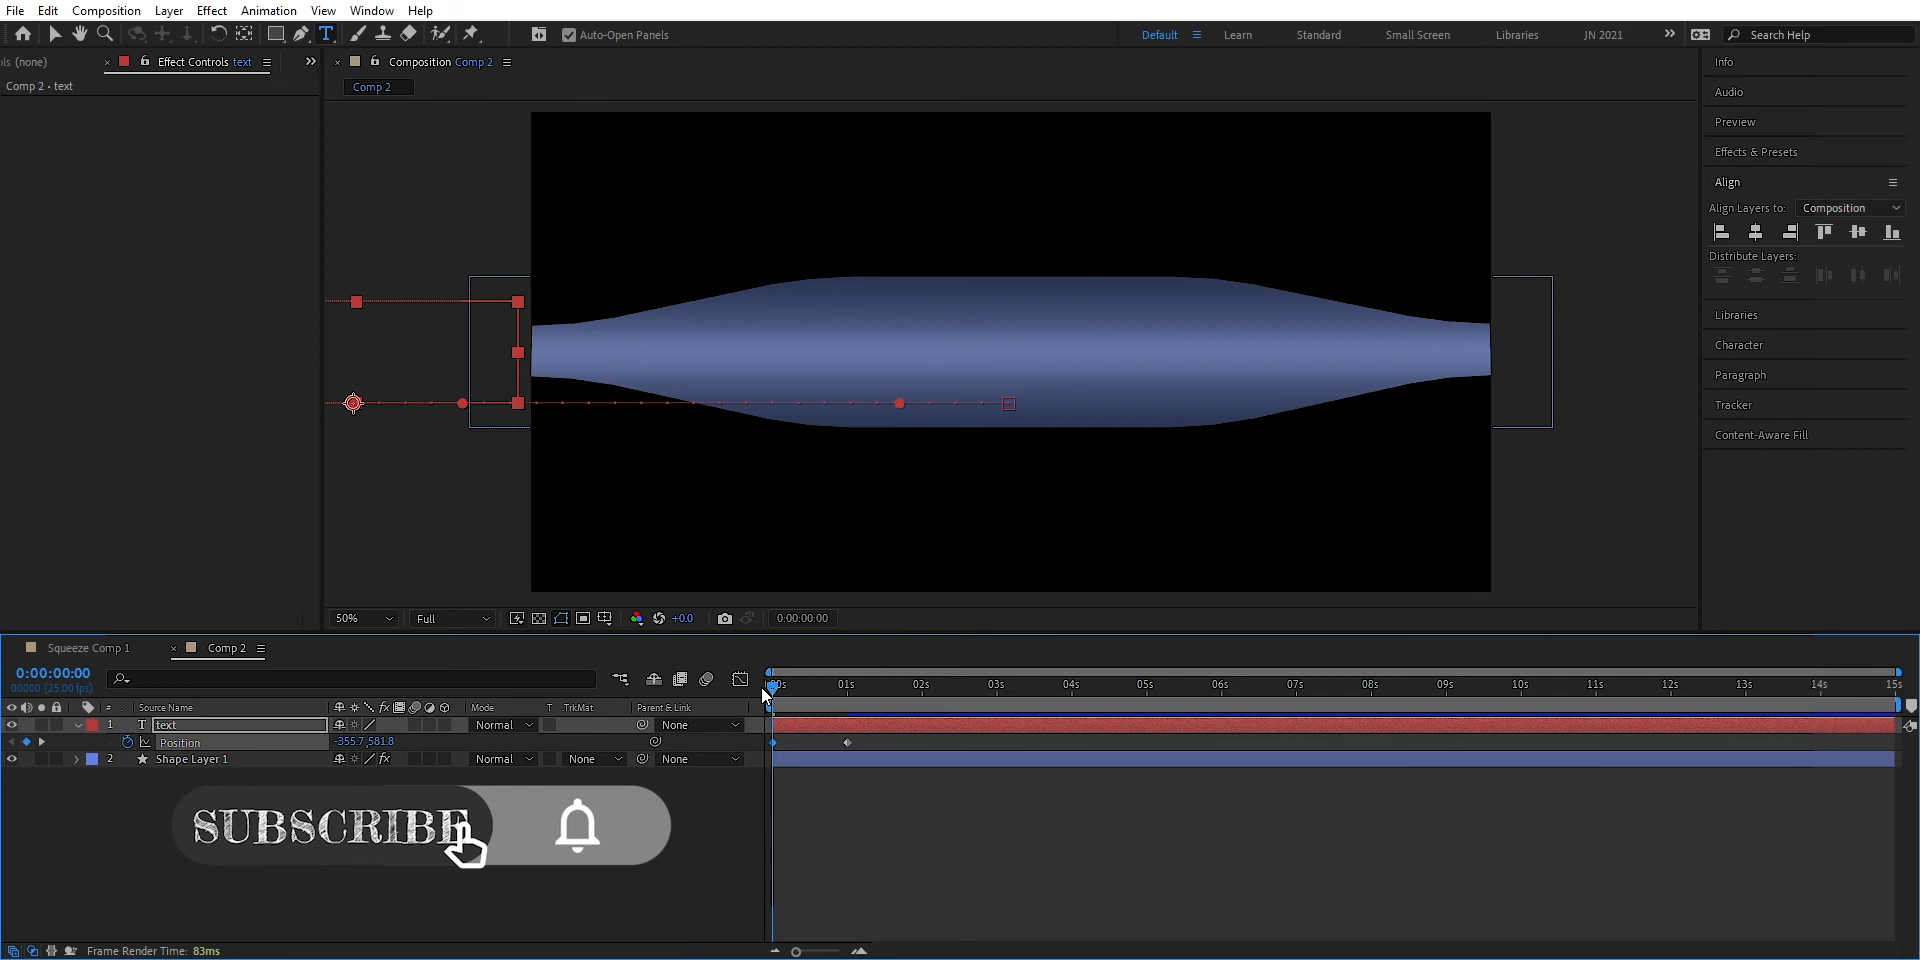 File Edit Composition Layer Effect Animation View Window Help
T Auto-Open Panels Default Learn Standard Small Screen Libraries JN 2021 Search Help
ls (none) Effect Controls text Composition Comp 2
Comp 2 • text
Comp 2
Info
Audio
Preview
Effects & Presets
Align
Align Layers to: Composition
Distribute Layers:
Libraries
Character
Paragraph
Tracker
Content-Aware Fill
50% Full +0.0 0:00:00:00
Squeeze Comp 1 Comp 2
0:00:00:00
00000 (25.00 fps)
00s 01s 02s 03s 04s 05s 06s 07s 08s 09s 10s 11s 12s 13s 14s 15s
# . Source Name fx Mode T .TrkMat Parent & Link
1 T text Normal None
Position -355.7,581.8
2 Shape Layer 1 fx Normal None None
SUBSCRIBE
Frame Render Time: 83ms